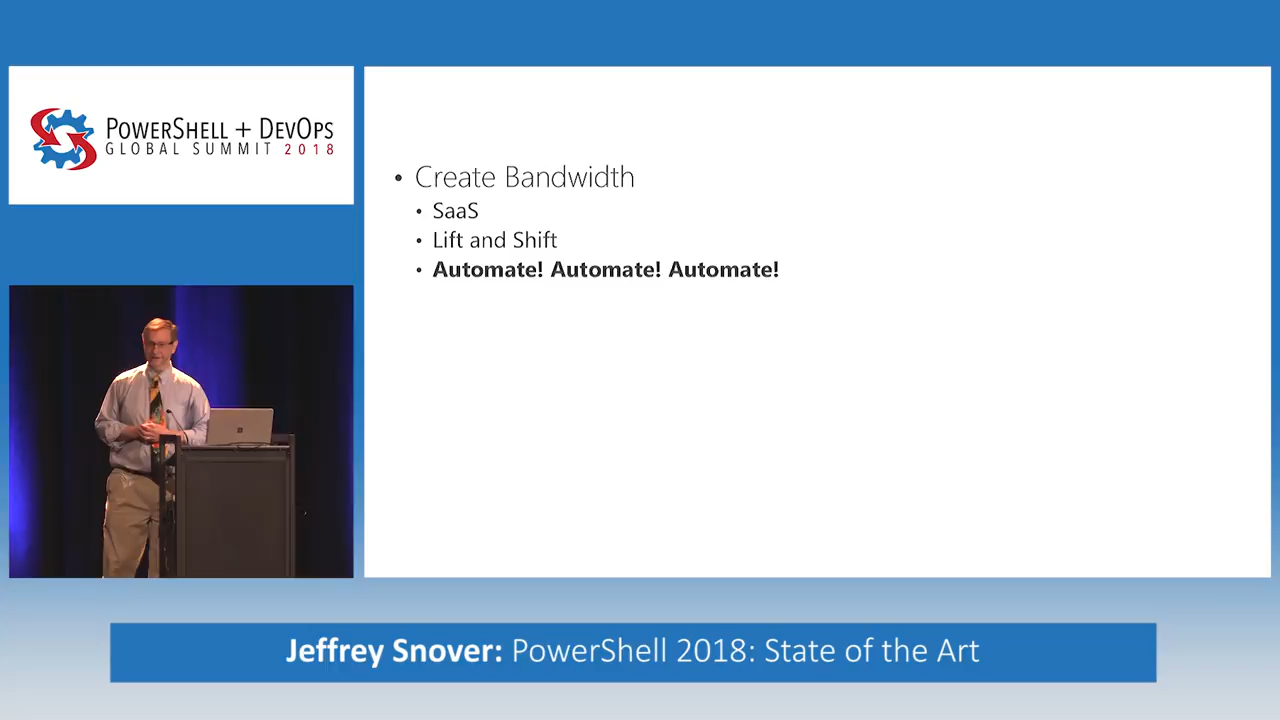 PowerShell + DevOps
Global Summit 2018
• Create Bandwidth
• SaaS
• Lift and Shift
• Automate! Automate! Automate!
Jeffrey Snover: PowerShell 2018: State of the Art